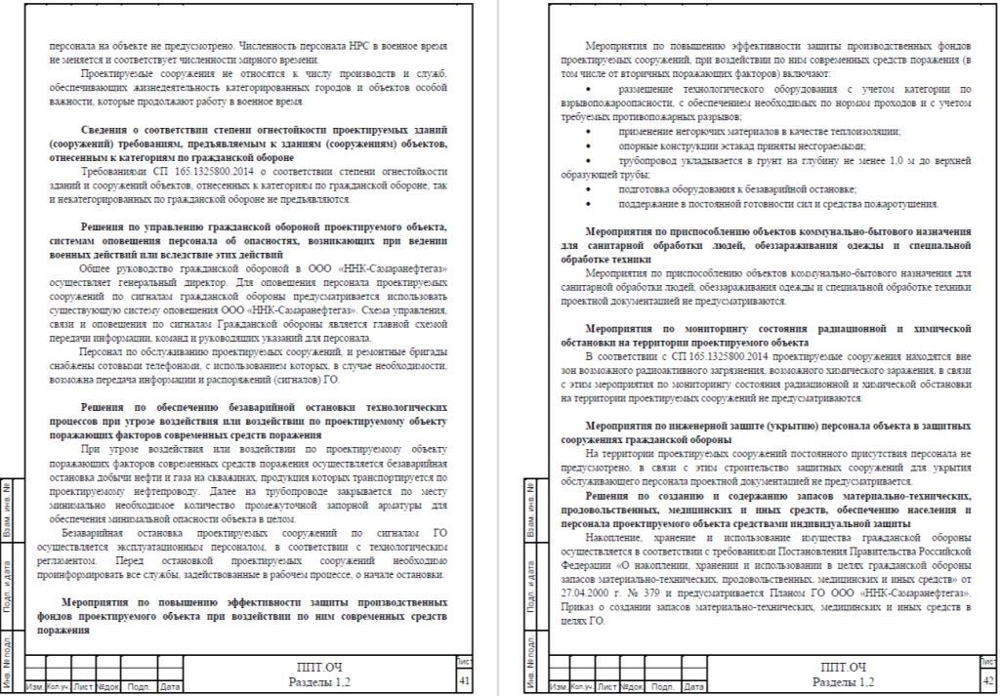 персонала на объекте не предусмотрено. Численность персонала НРС в военное время
не меняется и соответствует численности мирного времени.
Проектируемые сооружения не относятся к числу производств и служб,
обеспечивающих жизнедеятельность категорированных городов и объектов особой
важности, которые продолжают работу в военное время.
Сведения о соответствии степени огнестойкости проектируемых зданий
(сооружений) требованиям, предъявляемым к зданиям (сооружениям) объектов,
отнесенным к категориям по гражданской обороне
Требованиями СП 165.1325800.2014 о соответствии степени огнестойкости
зданий и сооружений объектов, отнесенных к категориям по гражданской обороне, так
и некатегорированных по гражданской обороне не предъявляются.
Решения по управлению гражданской обороной проектируемого объекта,
системам оповещения персонала об опасностях, возникающих при ведении
военных действий или вследствие этих действий
Общее руководство гражданской обороной в ООО «ННК-Самаранефтегаз»
осуществляет генеральный директор. Для оповещения персонала проектируемых
сооружений по сигналам гражданской обороны предусматривается использовать
существующую систему оповещения ООО «ННК-Самаранефтегаз». Схема управления,
связи и оповещения по сигналам Гражданской обороны является главной схемой
передачи информации, команд и руководящих указаний для персонала.
Персонал по обслуживанию проектируемых сооружений, и ремонтные бригады
снабжены сотовыми телефонами, с использованием которых, в случае необходимости,
возможна передача информации и распоряжений (сигналов) ГО.
Решения по обеспечению безаварийной остановки технологических
процессов при угрозе воздействия или воздействии по проектируемому объекту
поражающих факторов современных средств поражения
При угрозе воздействия или воздействии по проектируемому объекту
поражающих факторов современных средств поражения осуществляется безаварийная
остановка добычи нефти и газа на скважинах, продукция которых транспортируется по
проектируемому нефтепроводу. Далее на трубопроводе закрывается по месту
минимально необходимое количество промежуточной запорной арматуры для
обеспечения минимальной опасности объекта в целом.
Безаварийная остановка проектируемых сооружений по сигналам ГО
осуществляется эксплуатационным персоналом, в соответствии с технологическим
регламентом. Перед остановкой проектируемых сооружений необходимо
проинформировать все службы, задействованные в рабочем процессе, о начале остановки.
Мероприятия по повышению эффективности защиты производственных
фондов проектируемого объекта при воздействии по ним современных средств
поражения
Взам. инв. №
Подп. и дата
Инв. № подл.
Изм. Кол.уч. Лист №док Подп. Дата
ППТ.ОЧ
Разделы 1,2
Лист
41
Мероприятия по повышению эффективности защиты производственных фондов
проектируемых сооружений, при воздействии по ним современных средств поражения (в
том числе от вторичных поражающих факторов) включают:
• размещение технологического оборудования с учетом категории по
взрывопожароопасности, с обеспечением необходимых по нормам проходов и с учетом
требуемых противопожарных разрывов;
• применение негорючих материалов в качестве теплоизоляции;
• опорные конструкции эстакад приняты несгораемыми;
• трубопровод укладывается в грунт на глубину не менее 1,0 м до верхней
образующей трубы;
• подготовка оборудования к безаварийной остановке;
• поддержание в постоянной готовности сил и средства пожаротушения.
Мероприятия по приспособлению объектов коммунально-бытового назначения
для санитарной обработки людей, обеззараживания одежды и специальной
обработке техники
Мероприятия по приспособлению объектов коммунально-бытового назначения для
санитарной обработки людей, обеззараживания одежды и специальной обработке техники
проектной документацией не предусматриваются.
Мероприятия по мониторингу состояния радиационной и химической
обстановки на территории проектируемого объекта
В соответствии с СП 165.1325800.2014 проектируемые сооружения находятся вне
зон возможного радиоактивного загрязнения, возможного химического заражения, в связи
с этим мероприятия по мониторингу состояния радиационной и химической обстановки
на территории проектируемых сооружений не предусматриваются.
Мероприятия по инженерной защите (укрытию) персонала объекта в защитных
сооружениях гражданской обороны
На территории проектируемых сооружений постоянного присутствия персонала не
предусмотрено, в связи с этим строительство защитных сооружений для укрытия
обслуживающего персонала проектной документацией не предусматривается.
Решения по созданию и содержанию запасов материально-технических,
продовольственных, медицинских и иных средств, обеспечению населения и
персонала проектируемого объекта средствами индивидуальной защиты
Накопление, хранение и использование имущества гражданской обороны
осуществляется в соответствии с требованиями Постановления Правительства Российской
Федерации «О накоплении, хранении и использовании в целях гражданской обороны
запасов материально-технических, продовольственных, медицинских и иных средств» от
27.04.2000 г. № 379 и предусматривается Планом ГО ООО «ННК-Самаранефтегаз».
Приказ о создании запасов материально-технических, медицинских и иных средств в
целях ГО.
Взам. инв. №
Подп. и дата
Инв. № подл.
Изм. Кол.уч. Лист №док Подп. Дата
ППТ.ОЧ
Разделы 1,2
Лист
42